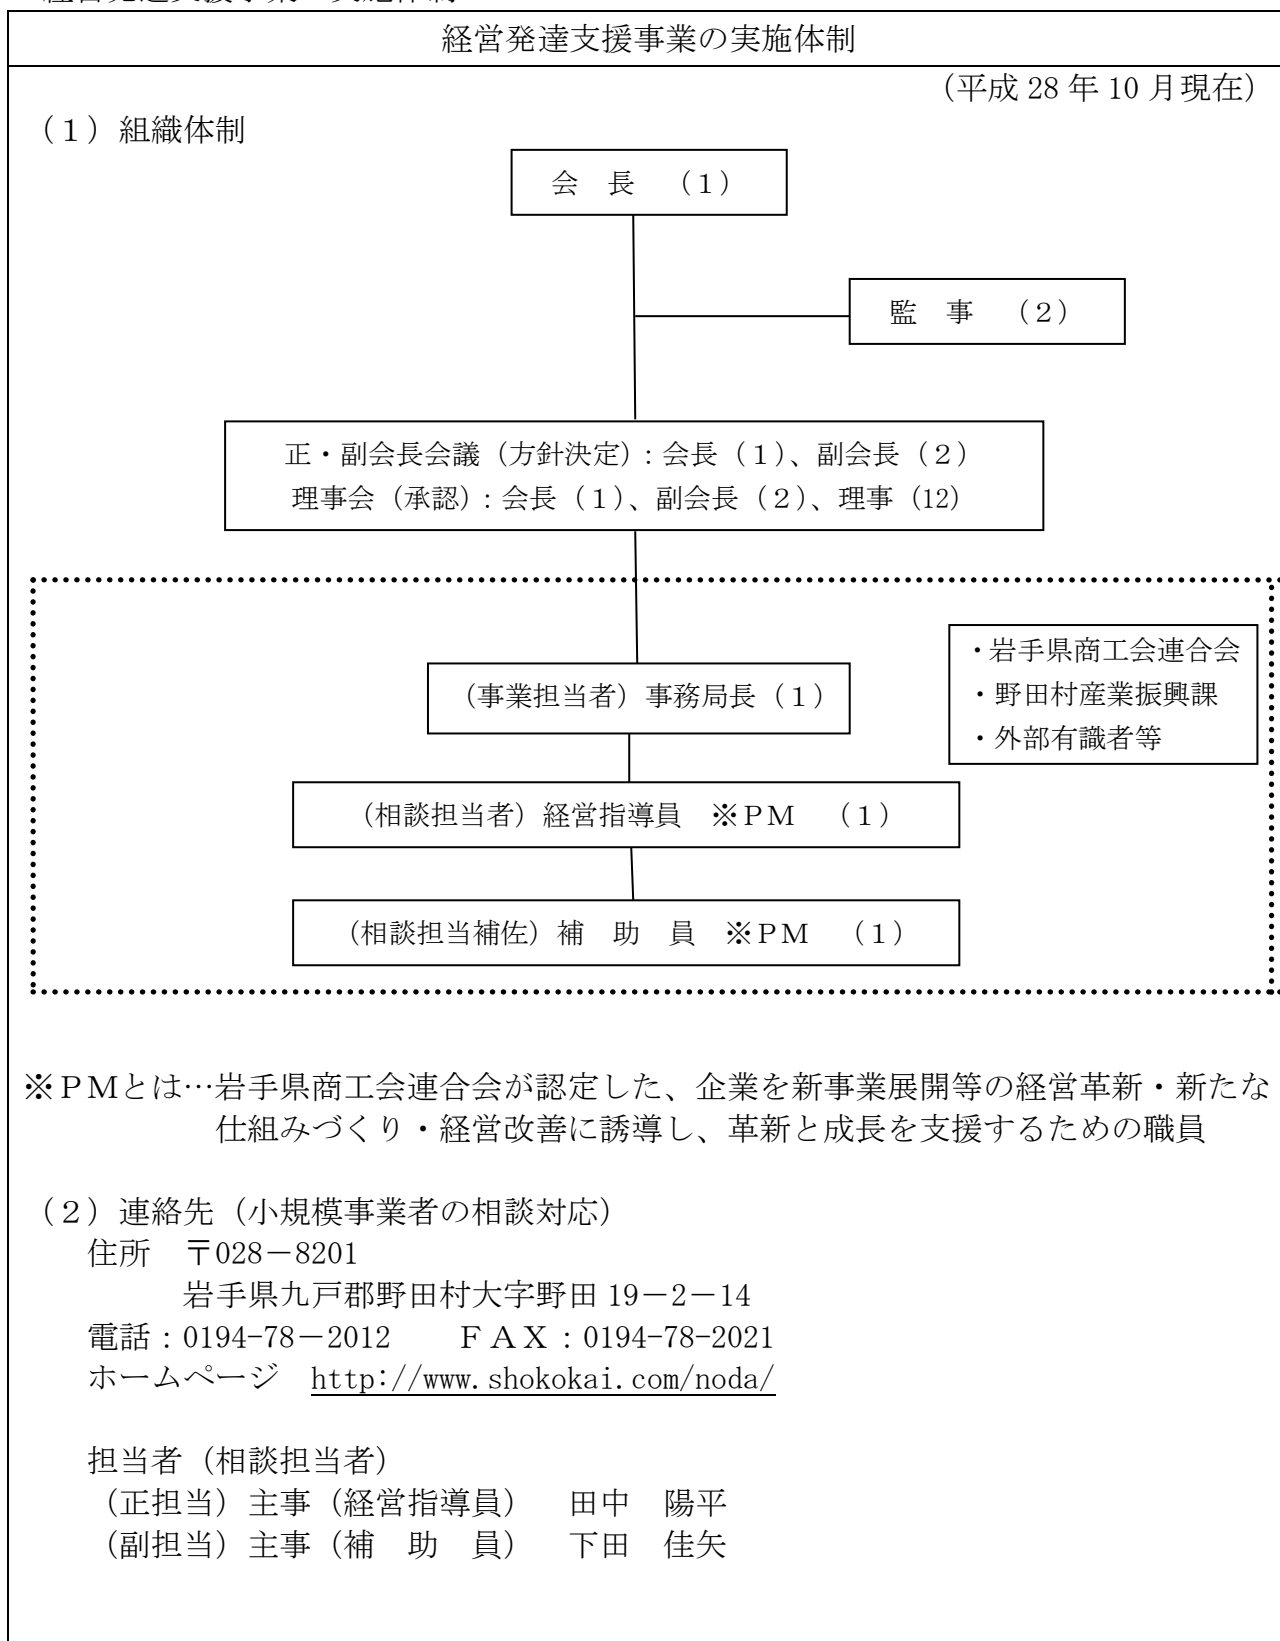 経営発達支援事業の実施体制
(平成 28 年 10 月現在)
(１) 組織体制
会　長　(１)
監　事　(２)
正・副会長会議 (方針決定) : 会長 (１)、副会長 (２)
理事会 (承認) : 会長 (１)、副会長 (２)、理事 (12)
・岩手県商工会連合会
・野田村産業振興課
・外部有識者等
(事業担当者) 事務局長 (１)
(相談担当者) 経営指導員　※ＰＭ　(１)
(相談担当補佐) 補　助　員　※ＰＭ　(１)
※ＰＭとは…岩手県商工会連合会が認定した、企業を新事業展開等の経営革新・新たな
仕組みづくり・経営改善に誘導し、革新と成長を支援するための職員
(２) 連絡先 (小規模事業者の相談対応)
住所　〒028－8201
岩手県九戸郡野田村大字野田 19－2－14
電話 : 0194-78－2012　　ＦＡＸ : 0194-78-2021
ホームページ　http://www.shokokai.com/noda/
担当者 (相談担当者)
(正担当) 主事 (経営指導員)　田中　陽平
(副担当) 主事 (補　助　員)　下田　佳矢